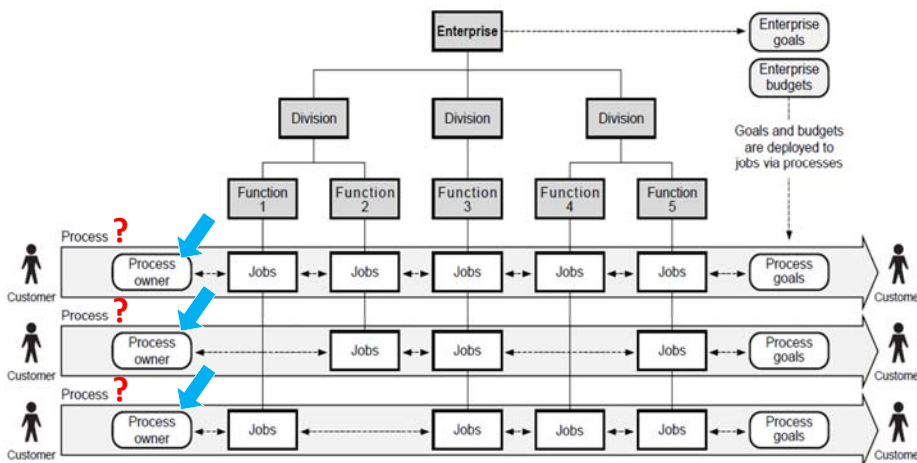 Enterprise
Enterprise
goals
Enterprise
budgets
Division
Division
Division
Goals and budgets
are deployed to
jobs via processes
Function
1
Function
2
Function
3
Function
4
Function
5
Process ?
Process
owner
Jobs
Jobs
Jobs
Jobs
Jobs
Process
goals
Customer
Customer
Process ?
Process
owner
Jobs
Jobs
Jobs
Process
goals
Customer
Customer
Process ?
Process
owner
Jobs
Jobs
Jobs
Jobs
Process
goals
Customer
Customer